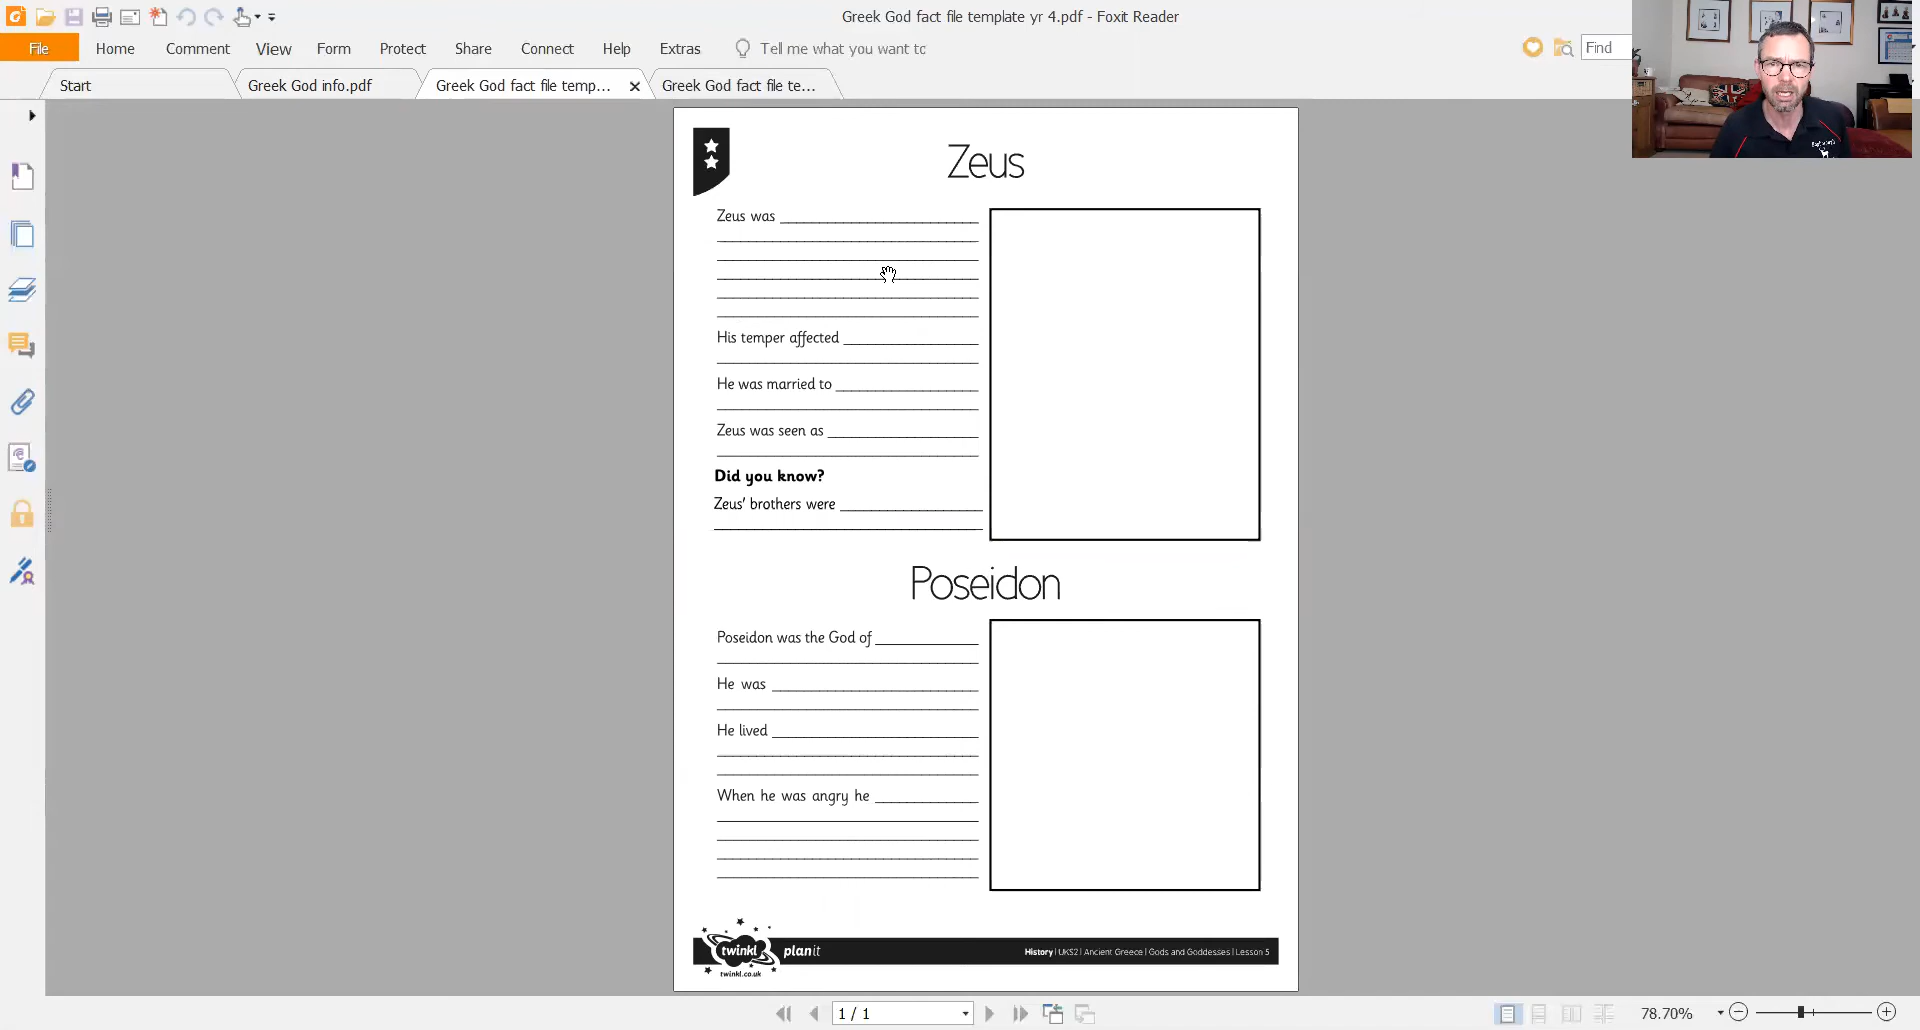 Greek God fact file template yr 4.pdf - Foxit Reader
File Home Comment View Form Protect Share Connect Help Extras Tell me what you want to Find
Start Greek God info.pdf Greek God fact file temp... Greek God fact file te...
Zeus
Zeus was
His temper affected
He was married to
Zeus was seen as
Did you know?
Zeus' brothers were
Poseidon
Poseidon was the God of
He was
He lived
When he was angry he
twinkl planit
twinkl.co.uk
History | UKS2 | Ancient Greece | Gods and Goddesses | Lesson 5
1 / 1 78.70%